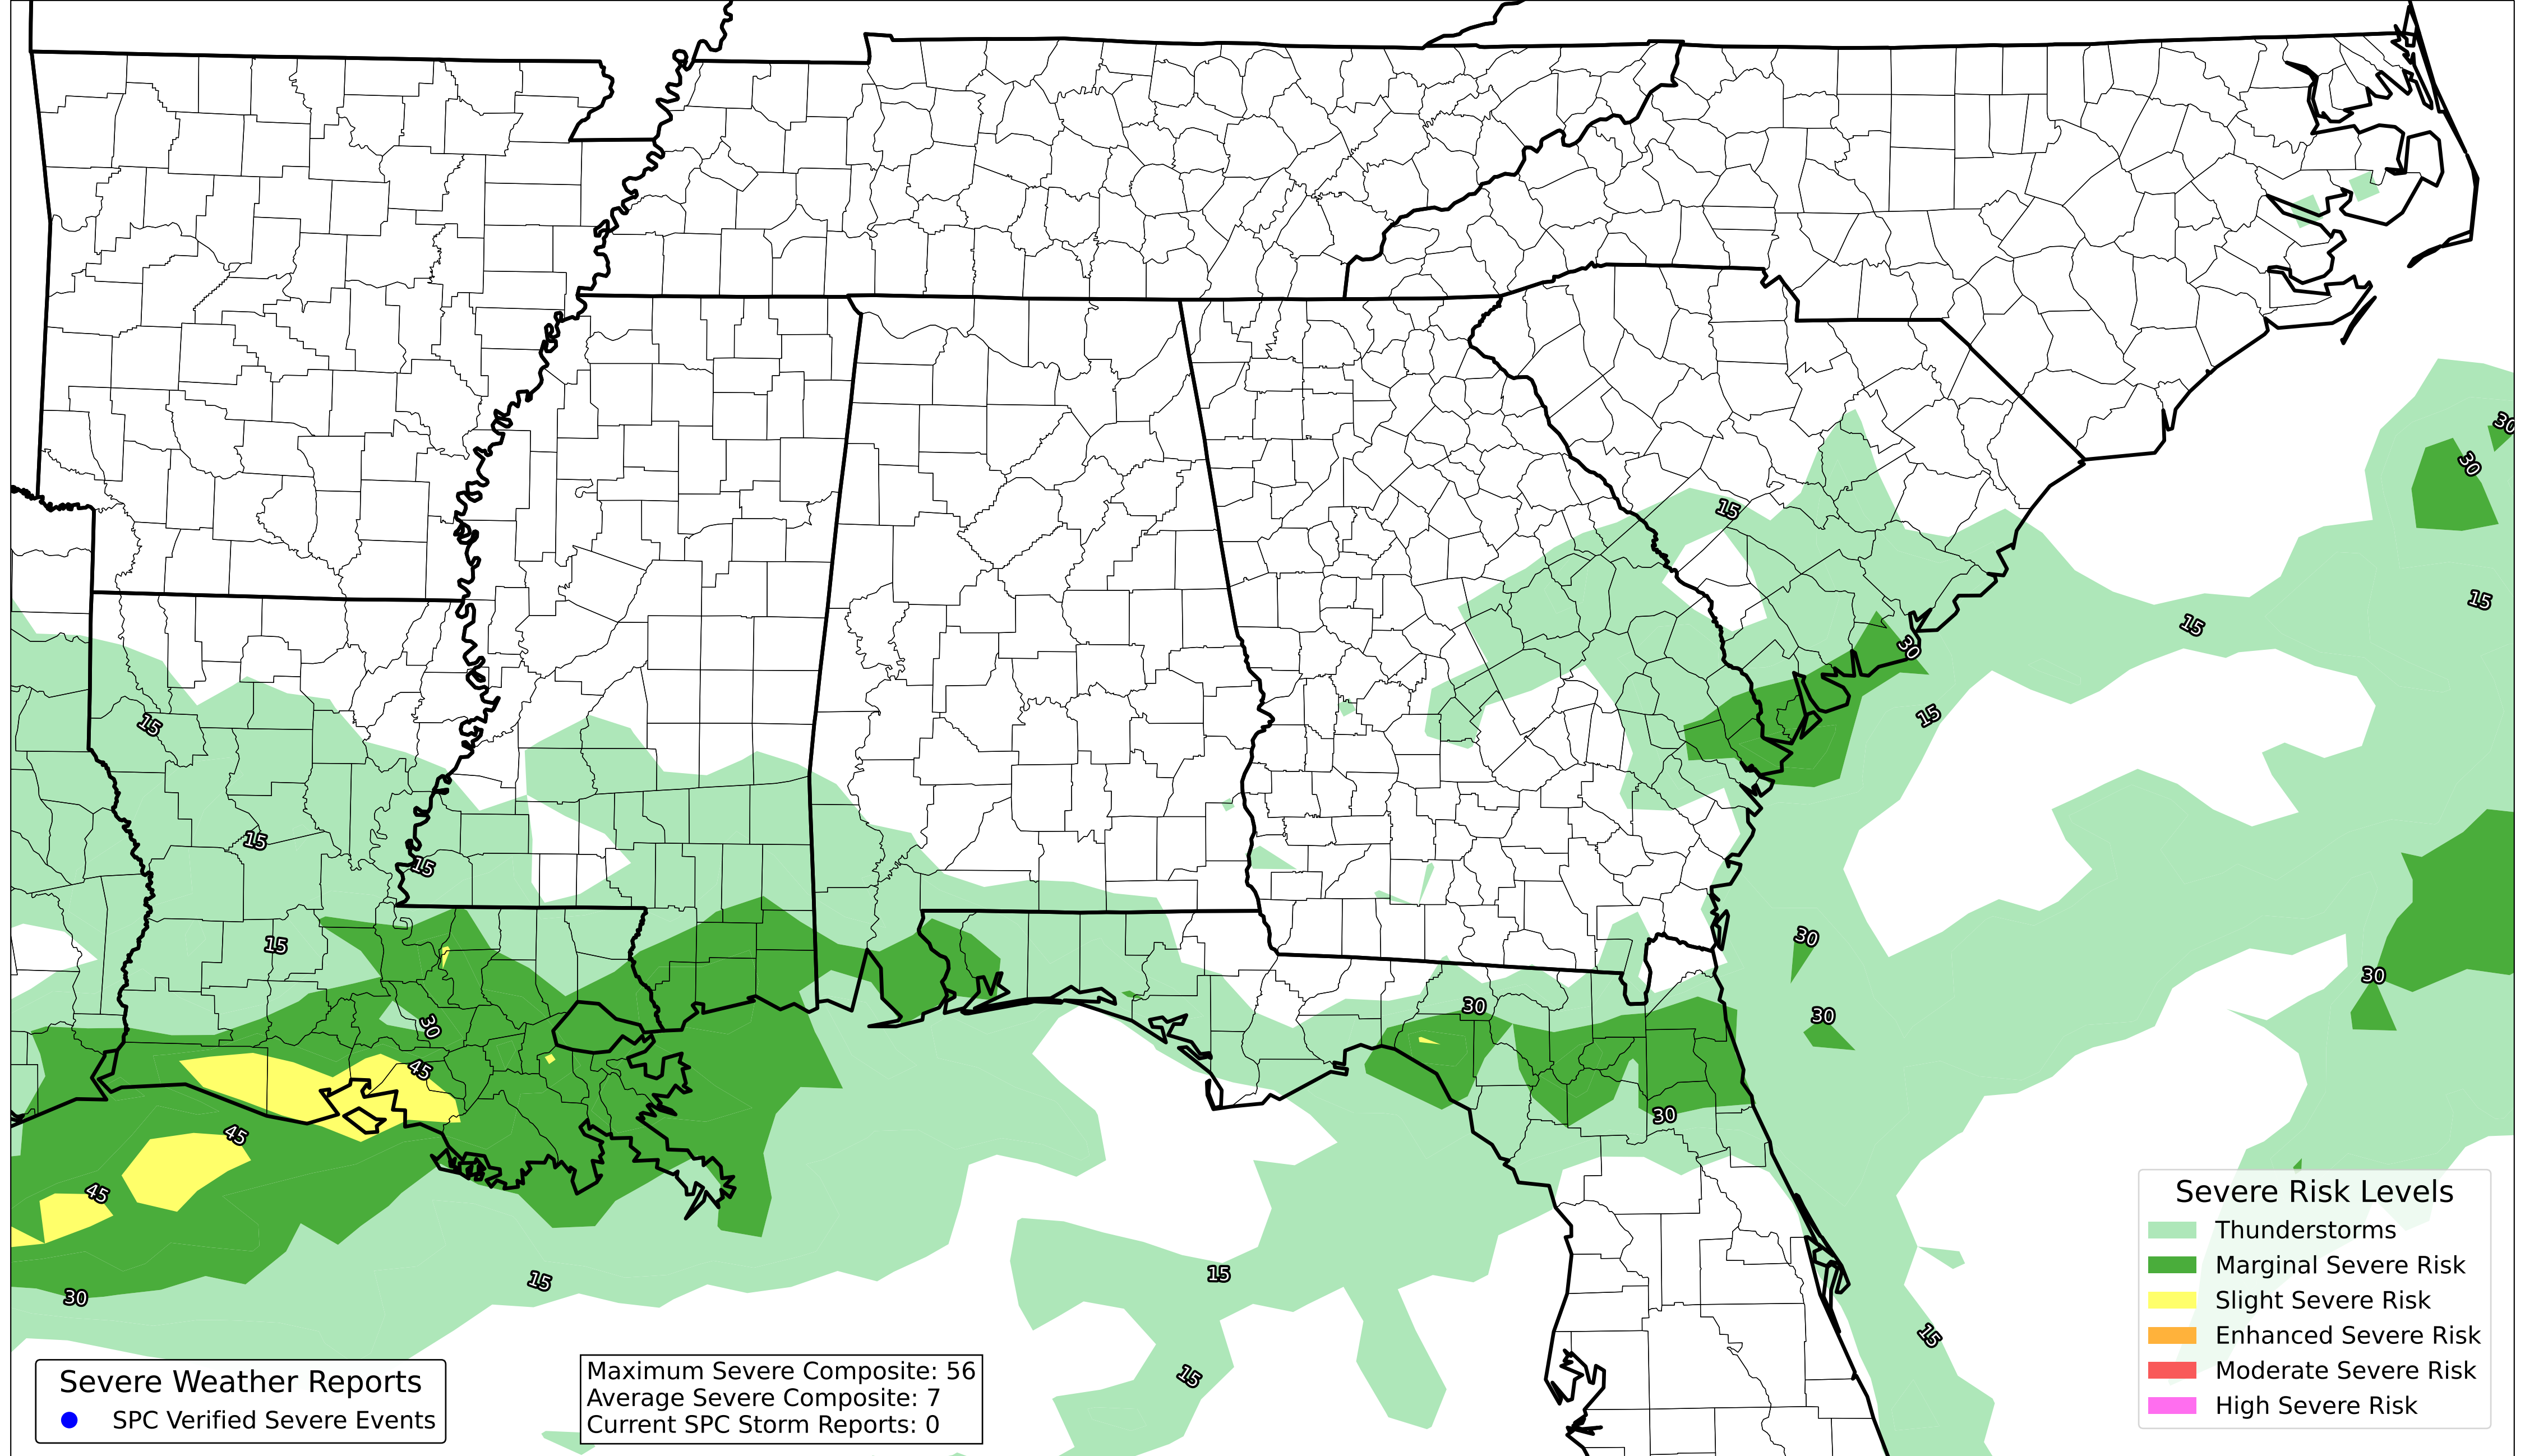 30
30
15
15
15
30
15
15
15
15
30
15
30
30
30
30
45
45
30
45
15
15
30
15
15
Severe Risk Levels
Thunderstorms
Marginal Severe Risk
Slight Severe Risk
Enhanced Severe Risk
Moderate Severe Risk
High Severe Risk
Severe Weather Reports
SPC Verified Severe Events
Maximum Severe Composite: 56
Average Severe Composite: 7
Current SPC Storm Reports: 0